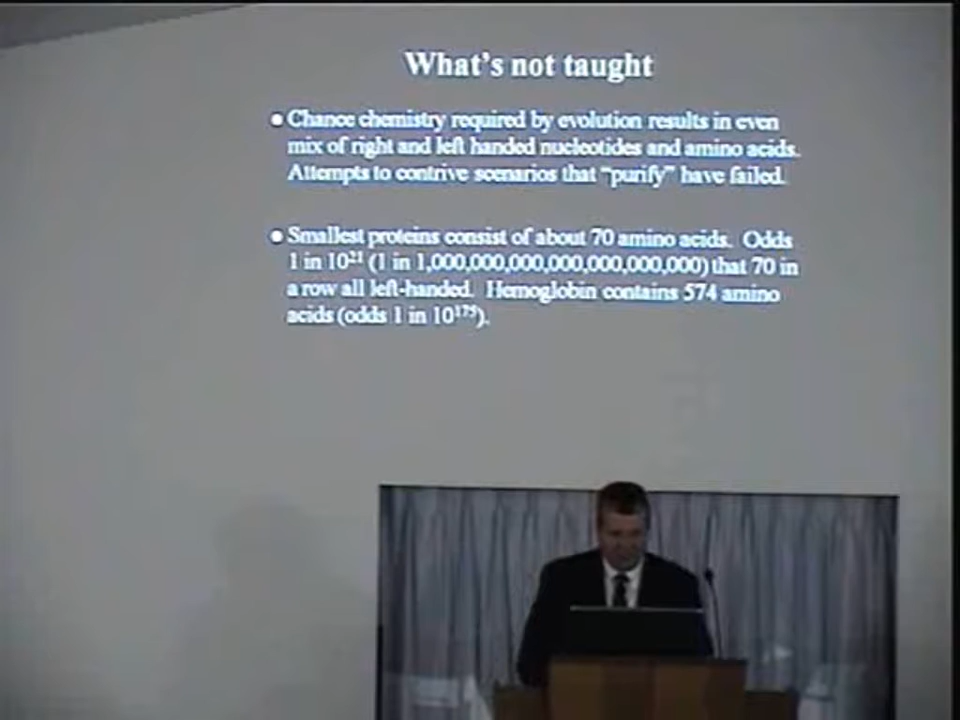 What's not taught
• Chance chemistry required by evolution results in even
mix of right and left handed nucleotides and amino acids.
Attempts to contrive scenarios that "purify" have failed.
• Smallest proteins consist of about 70 amino acids. Odds
1 in 10²¹ (1 in 1,000,000,000,000,000,000,000) that 70 in
a row all left-handed. Hemoglobin contains 574 amino
acids (odds 1 in 10¹⁷⁵).